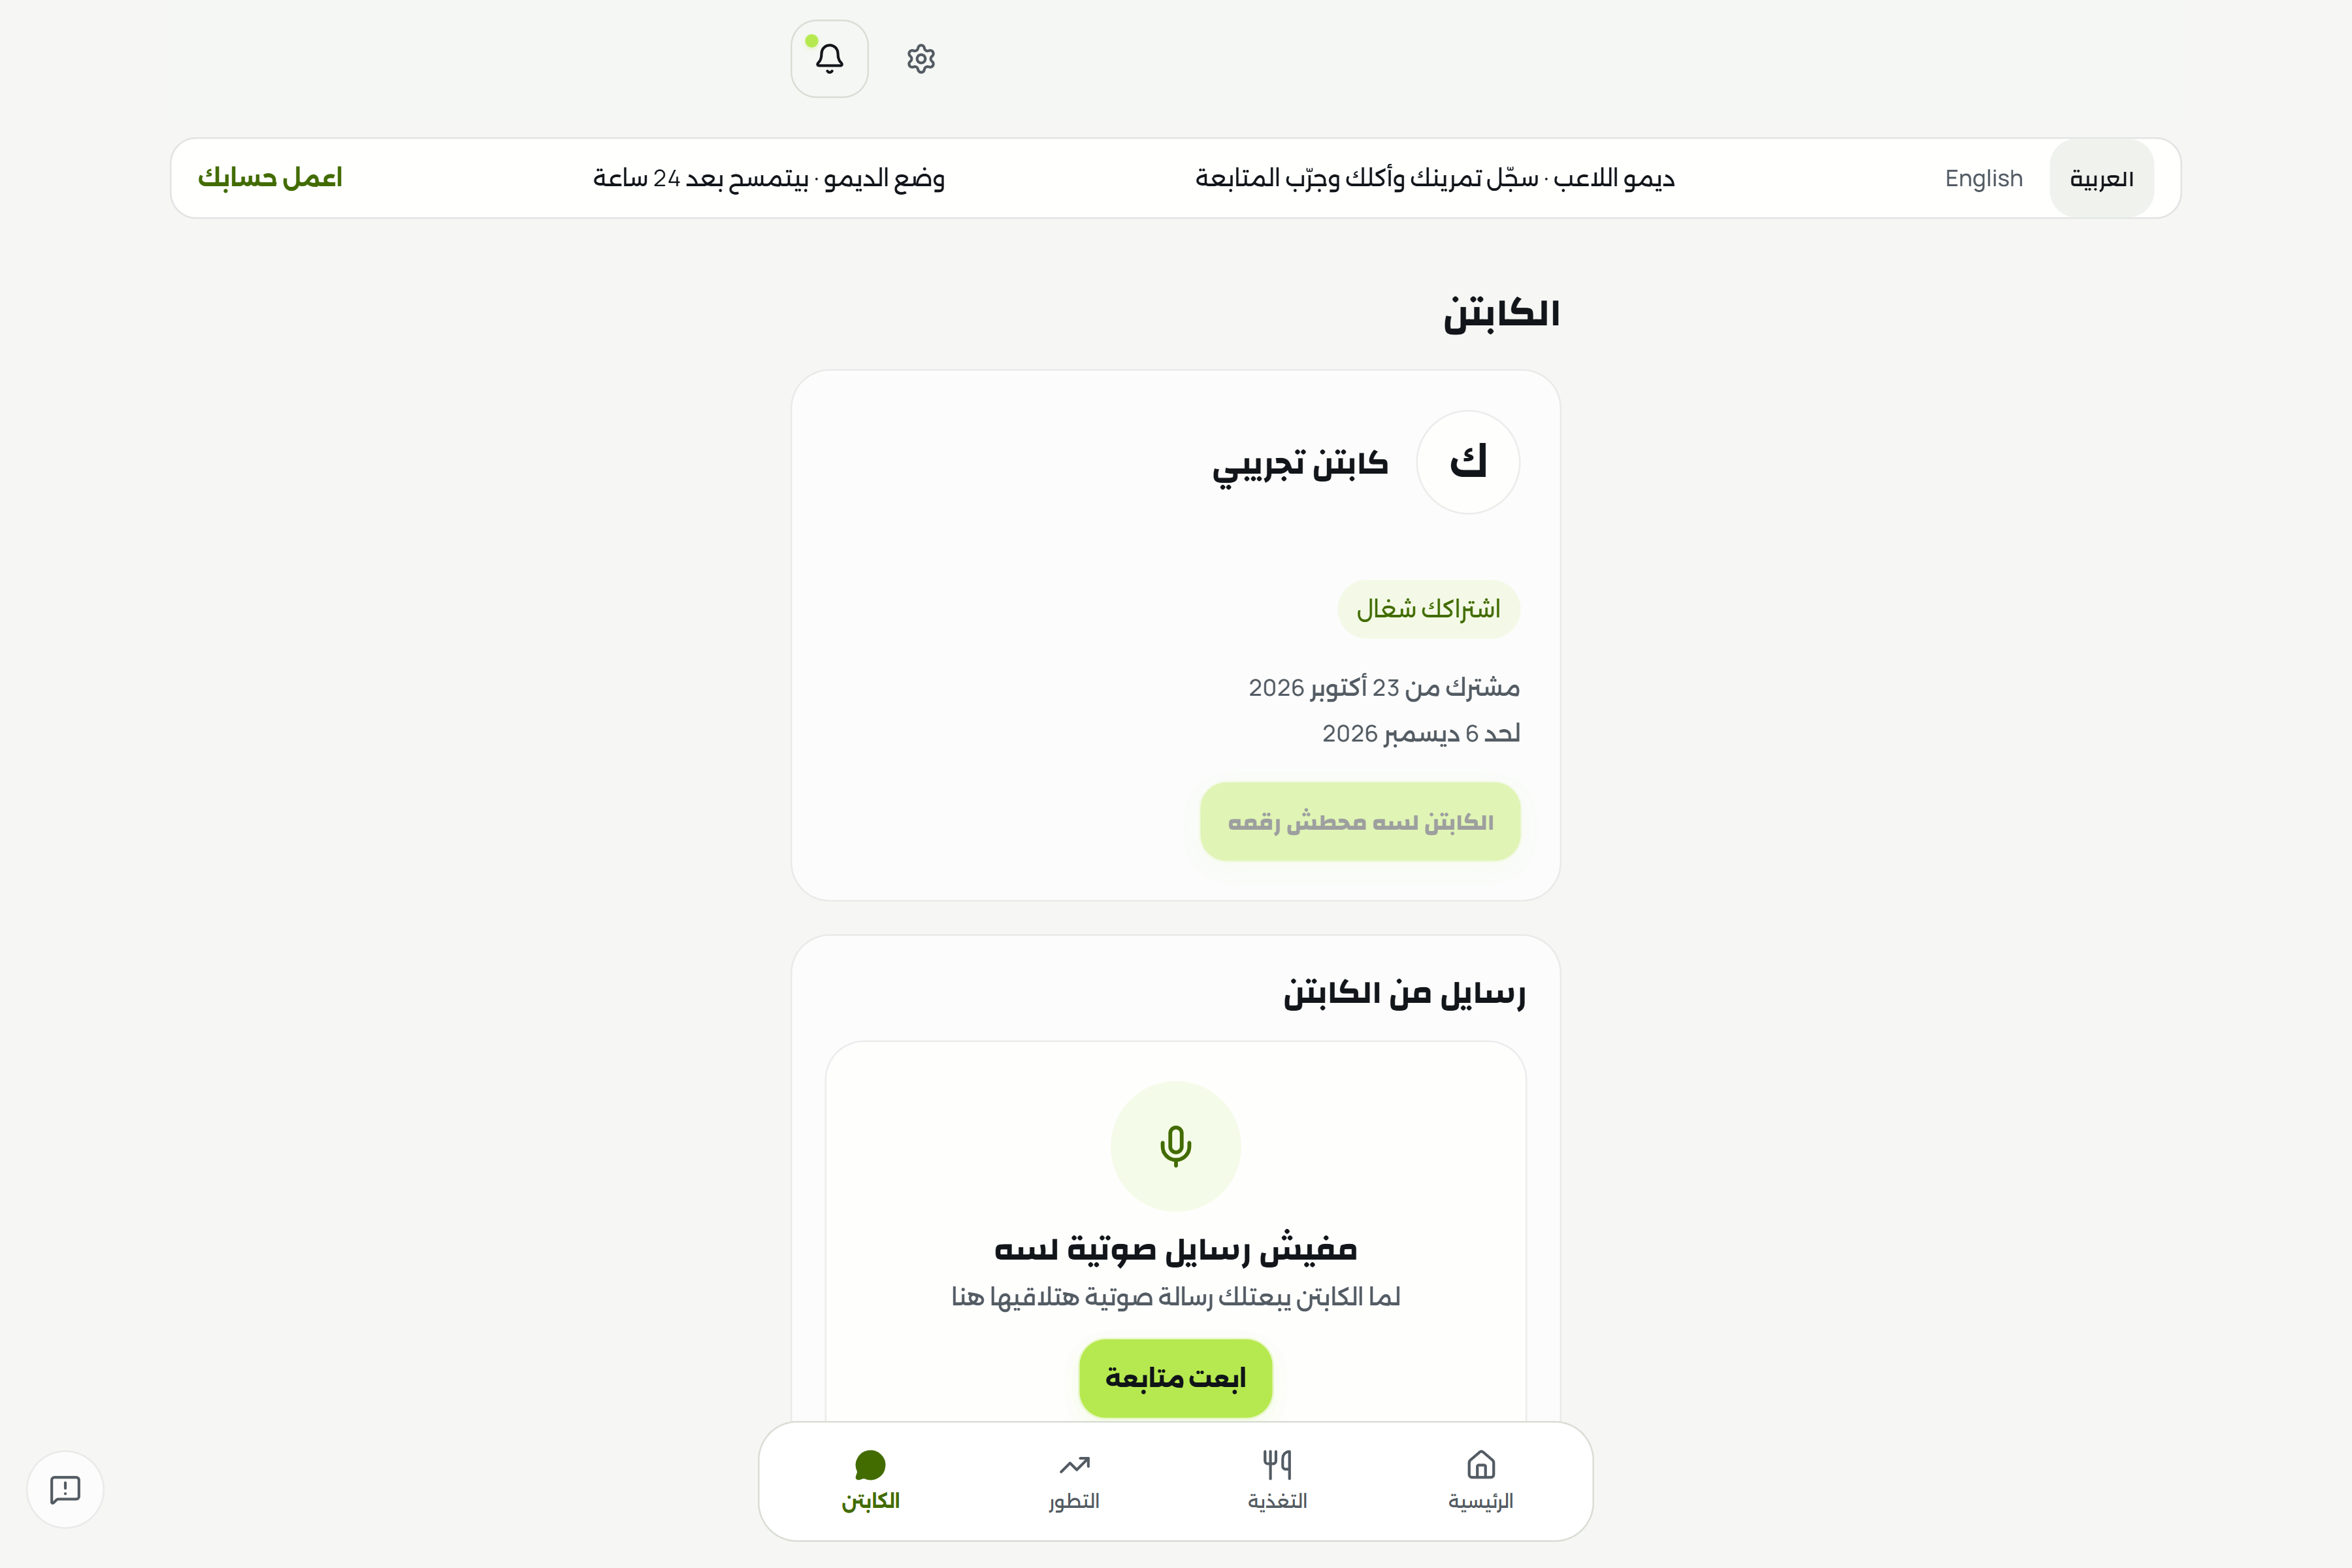 العربية
English
ديمو اللاعب · سجّل تمرينك وأكلك وجرّب المتابعة
وضع الديمو · بيتمسح بعد 24 ساعة
اعمل حسابك
الكابتن
ك
كابتن تجريبي
اشتراكك شغال
مشترك من 23 أكتوبر 2026
لحد 6 ديسمبر 2026
الكابتن لسه محطش رقمه
رسايل من الكابتن
مفيش رسايل صوتية لسه
لما الكابتن يبعتلك رسالة صوتية هتلاقيها هنا
ابعت متابعة
الرئيسية
التغذية
التطور
الكابتن